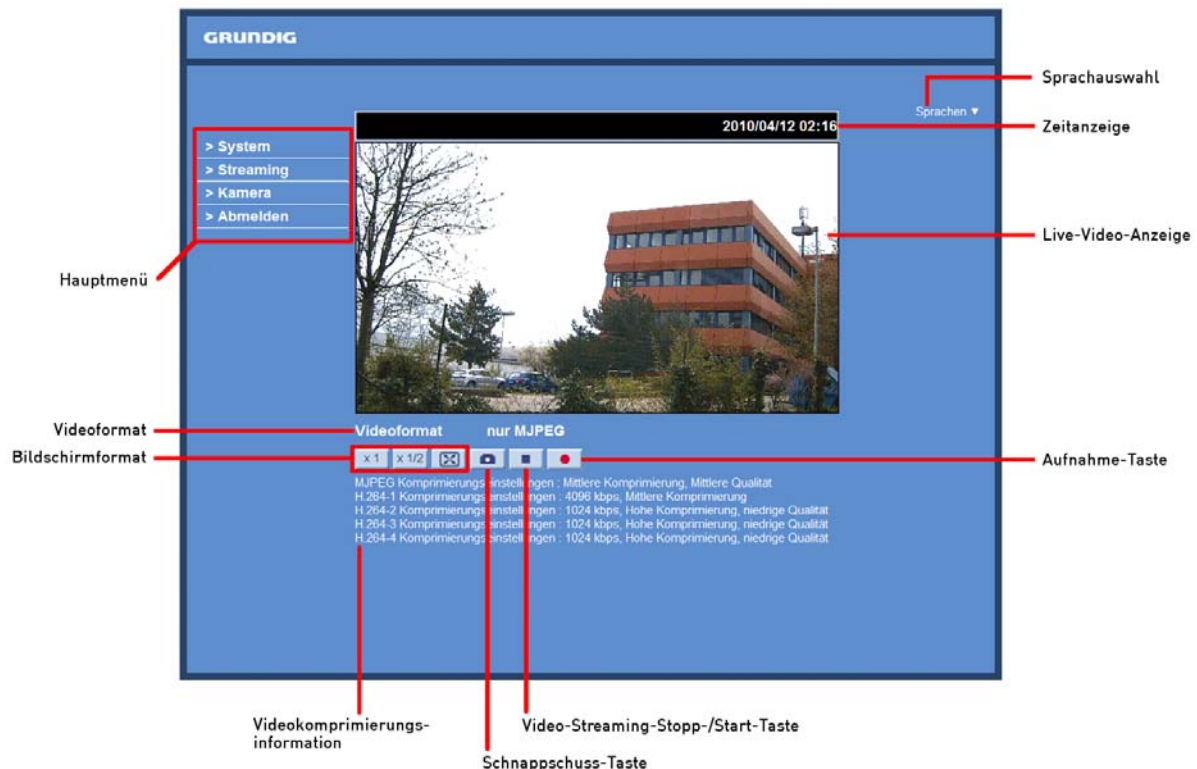 GRUNDIG
Sprachauswahl
Sprachen ▼
2010/04/12 02:16
Zeitanzeige
> System
> Streaming
> Kamera
> Abmelden
Live-Video-Anzeige
Hauptmenü
Videoformat
Videoformat nur MJPEG
Bildschirmformat
x 1
x 1/2
Aufnahme-Taste
MJPEG Komprimierungseinstellungen : Mittlere Komprimierung, Mittlere Qualität
H.264-1 Komprimierungseinstellungen : 4096 kbps, Mittlere Komprimierung
H.264-2 Komprimierungseinstellungen : 1024 kbps, Hohe Komprimierung, niedrige Qualität
H.264-3 Komprimierungseinstellungen : 1024 kbps, Hohe Komprimierung, niedrige Qualität
H.264-4 Komprimierungseinstellungen : 1024 kbps, Hohe Komprimierung, niedrige Qualität
Videokomprimierungs-
information
Video-Streaming-Stopp-/Start-Taste
Schnappschuss-Taste